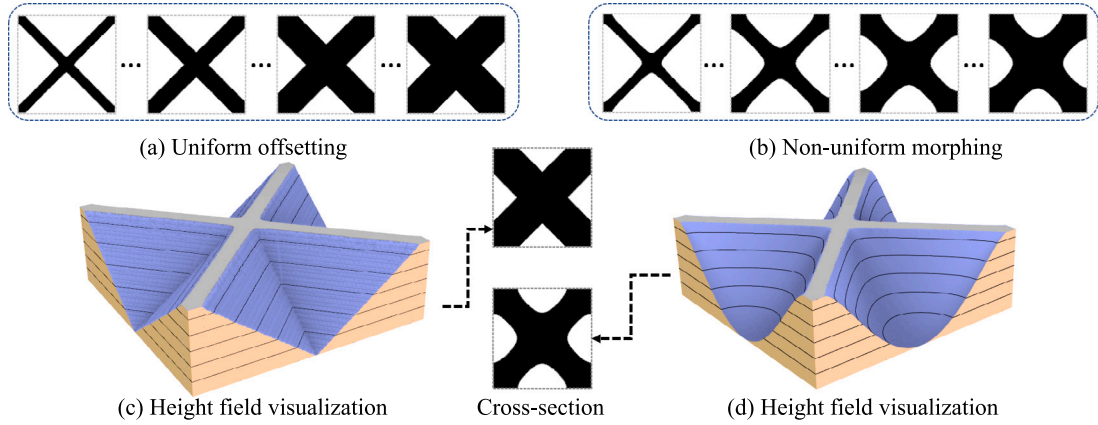 ... ... ...
... ... ...
(a) Uniform offsetting
(b) Non-uniform morphing
(c) Height field visualization
Cross-section
(d) Height field visualization